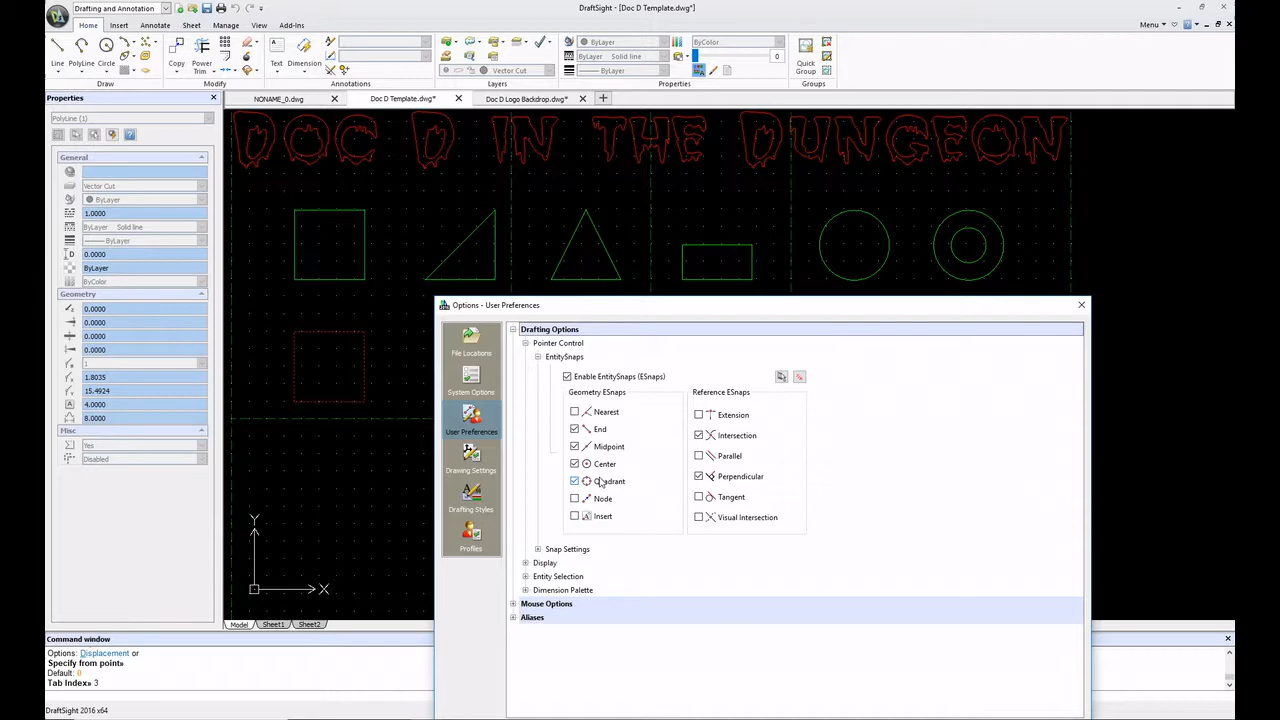 Drafting and Annotation
DraftSight - [Doc D Template.dwg*]
Home Insert Annotate Sheet Manage View Add-Ins
Menu
Line PolyLine Circle
Copy Power Trim
Text Dimension
Vector Cut
ByLayer
ByLayer Solid line
ByLayer
ByColor
0
Quick Group
Draw Modify Annotations Layers Properties Groups
Properties
NONAME_0.dwg Doc D Template.dwg* Doc D Logo Backdrop.dwg*
PolyLine (1)
DOC D IN THE DUNGEON
General
Vector Cut
ByLayer
1.0000
ByLayer Solid line
ByLayer
0.0000
ByLayer
ByColor
Geometry
0.0000
0.0000
0.0000
0.0000
1
1.8035
15.4924
4.0000
8.0000
Misc
Yes
Disabled
Y
X
Options - User Preferences
File Locations
System Options
User Preferences
Drawing Settings
Drafting Styles
Profiles
Drafting Options
Pointer Control
EntitySnaps
Enable EntitySnaps (ESnaps)
Geometry ESnaps
Nearest
End
Midpoint
Center
Quadrant
Node
Insert
Reference ESnaps
Extension
Intersection
Parallel
Perpendicular
Tangent
Visual Intersection
Snap Settings
Display
Entity Selection
Dimension Palette
Mouse Options
Aliases
Model Sheet1 Sheet2
Command window
Options: Displacement or
Specify from point»
Default: 0
Tab Index» 3
DraftSight 2016 x64